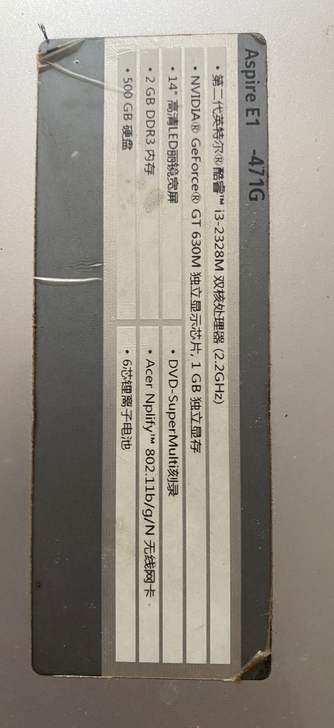 Aspire E1 -471G
• 第二代英特尔®酷睿™ i3-2328M 双核处理器 (2.2GHz)
• NVIDIA® GeForce® GT 630M 独立显示芯片, 1 GB 独立显存
• 14" 高清LED丽镜宽屏
• DVD-SuperMulti刻录
• 2 GB DDR3 内存
• Acer Nplify™ 802.11b/g/N 无线网卡
• 500 GB 硬盘
• 6芯锂离子电池